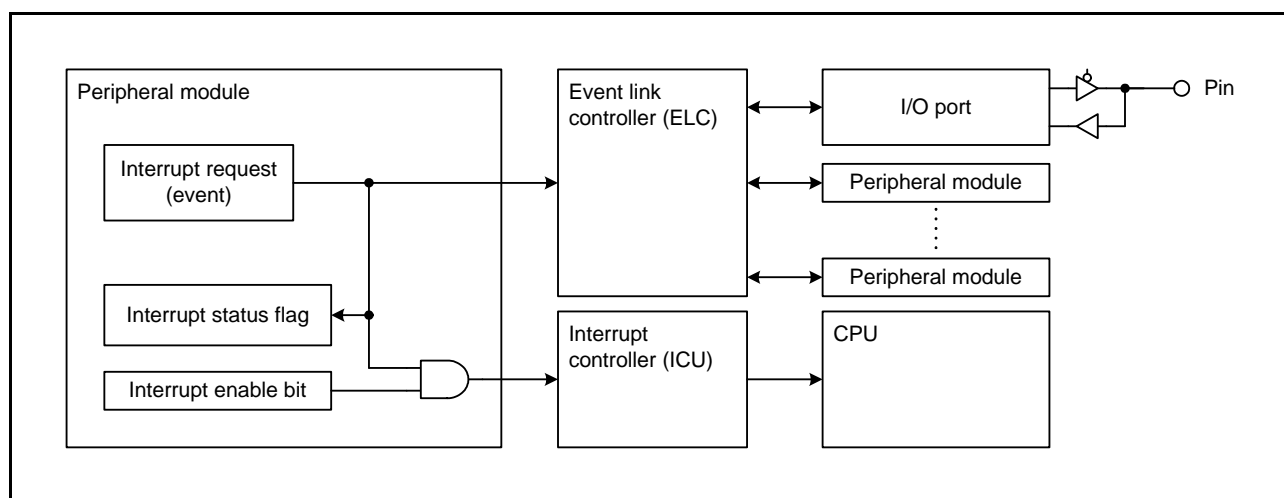 Peripheral module
Interrupt request
(event)
Interrupt status flag
Interrupt enable bit
Event link
controller (ELC)
Interrupt
controller (ICU)
I/O port
Pin
Peripheral module
Peripheral module
CPU